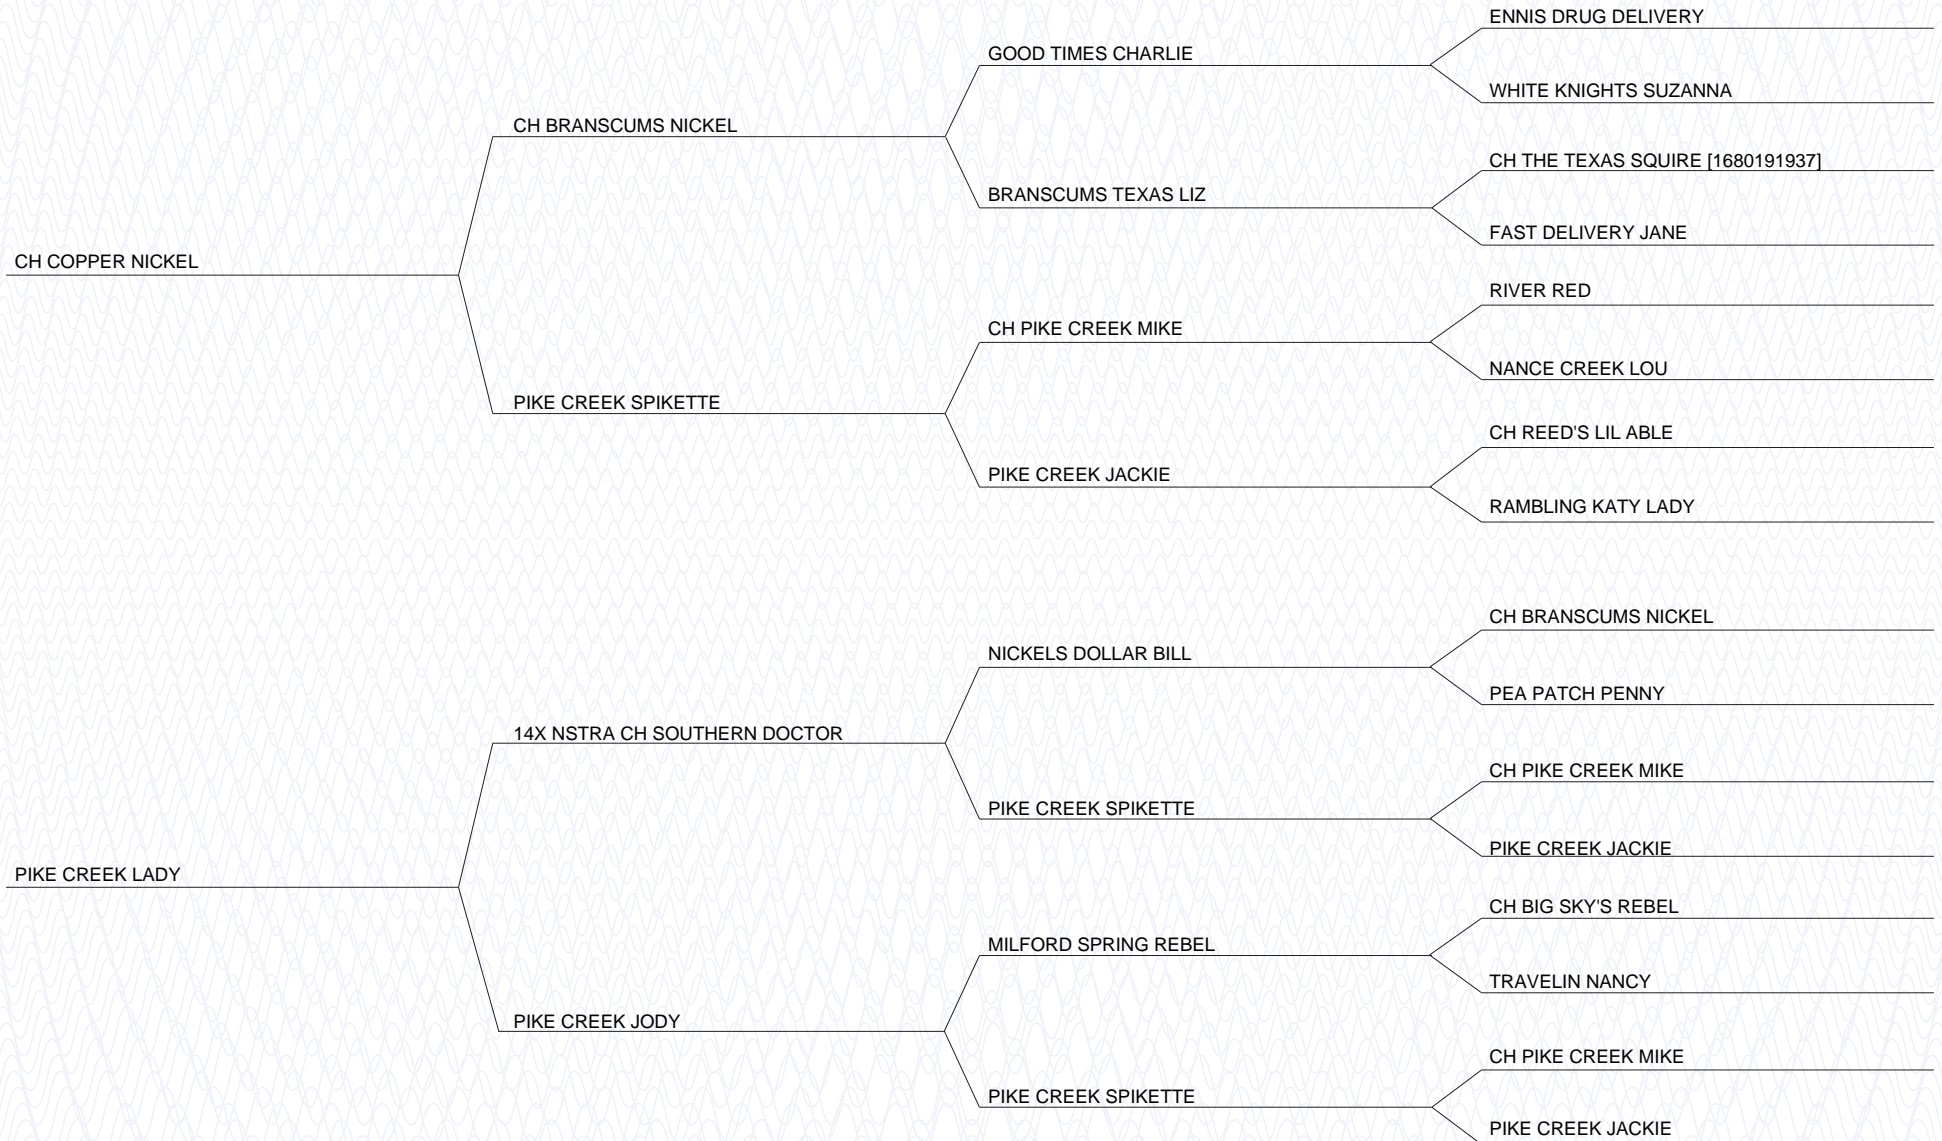 ENNIS DRUG DELIVERY
GOOD TIMES CHARLIE
WHITE KNIGHTS SUZANNA
CH BRANSCUMS NICKEL
CH THE TEXAS SQUIRE [1680191937]
BRANSCUMS TEXAS LIZ
FAST DELIVERY JANE
CH COPPER NICKEL
RIVER RED
CH PIKE CREEK MIKE
NANCE CREEK LOU
PIKE CREEK SPIKETTE
CH REED'S LIL ABLE
PIKE CREEK JACKIE
RAMBLING KATY LADY
CH BRANSCUMS NICKEL
NICKELS DOLLAR BILL
PEA PATCH PENNY
14X NSTRA CH SOUTHERN DOCTOR
CH PIKE CREEK MIKE
PIKE CREEK SPIKETTE
PIKE CREEK JACKIE
PIKE CREEK LADY
CH BIG SKY'S REBEL
MILFORD SPRING REBEL
TRAVELIN NANCY
PIKE CREEK JODY
CH PIKE CREEK MIKE
PIKE CREEK SPIKETTE
PIKE CREEK JACKIE